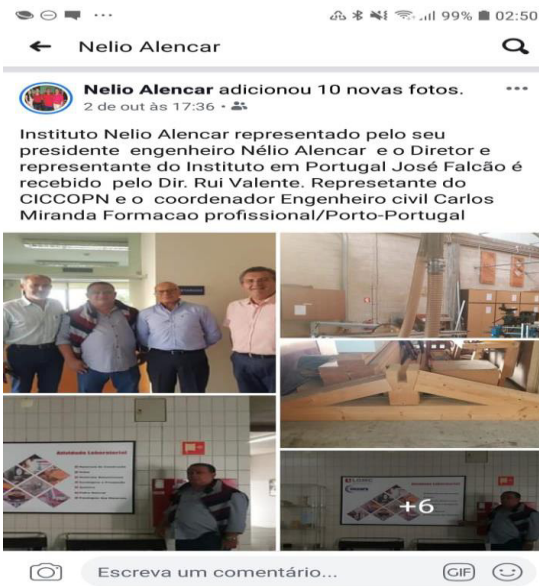 99% 02:50
Nelio Alencar
Nelio Alencar adicionou 10 novas fotos.
2 de out às 17:36
Instituto Nelio Alencar representado pelo seu
presidente engenheiro Nélio Alencar e o Diretor e
representante do Instituto em Portugal José Falcão é
recebido pelo Dir. Rui Valente. Represetante do
CICCOPN e o coordenador Engenheiro civil Carlos
Miranda Formacao profissional/Porto-Portugal
Atividade Laboratorial
+6
Escreva um comentário...
GIF